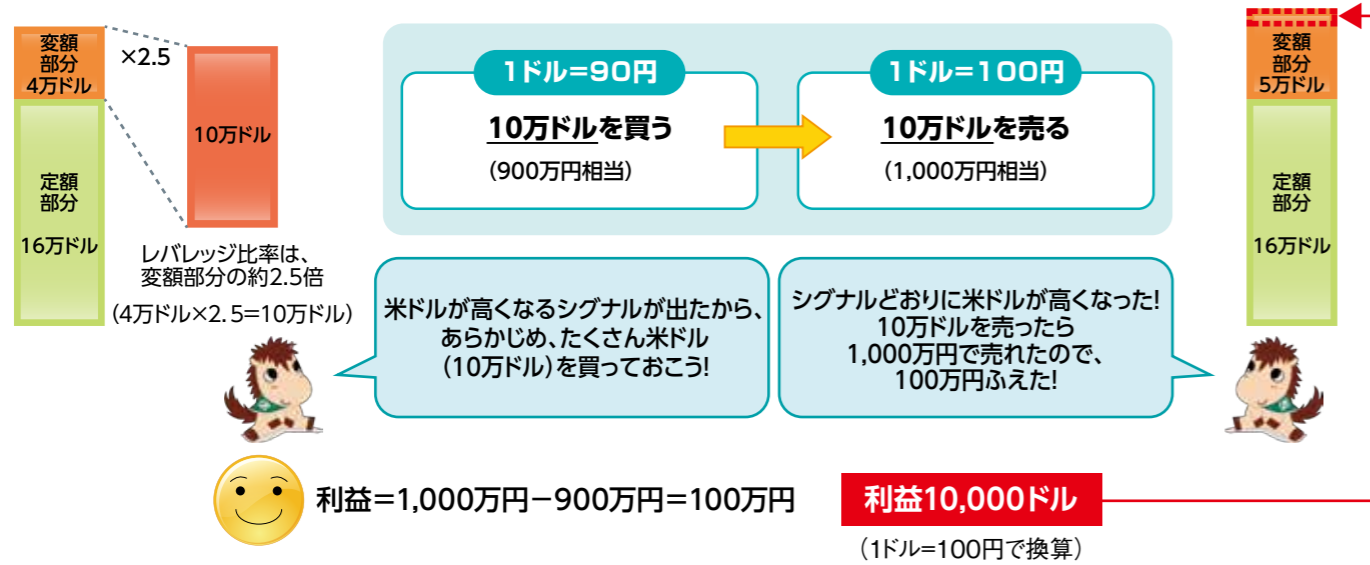 変額
部分
4万ドル
定額
部分
16万ドル
×2.5
10万ドル
レバレッジ比率は、
変額部分の約2.5倍
(4万ドル×2.5=10万ドル)
1ドル=90円
10万ドルを買う
(900万円相当)
1ドル=100円
10万ドルを売る
(1,000万円相当)
米ドルが高くなるシグナルが出たから、
あらかじめ、たくさん米ドル
(10万ドル)を買っておこう!
シグナルどおりに米ドルが高くなった!
10万ドルを売ったら
1,000万円で売れたので、
100万円ふえた!
変額
部分
5万ドル
定額
部分
16万ドル
利益=1,000万円−900万円=100万円
利益10,000ドル
(1ドル=100円で換算)